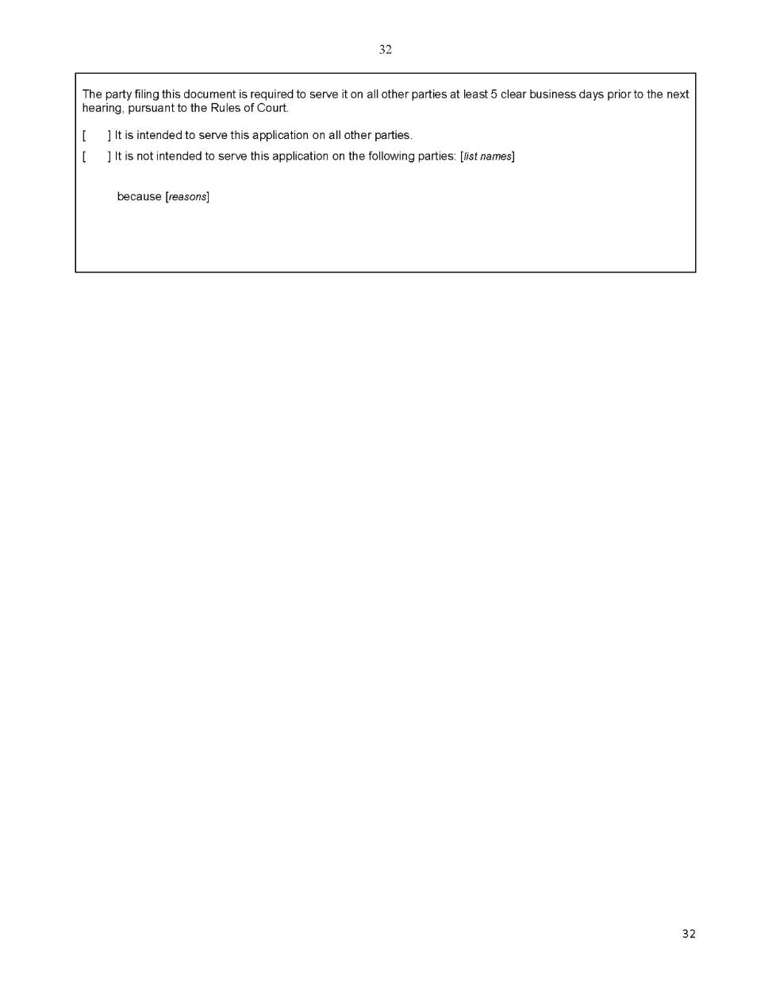 32
The party filing this document is required to serve it on all other parties at least 5 clear business days prior to the next
hearing, pursuant to the Rules of Court.
[ ] It is intended to serve this application on all other parties.
[ ] It is not intended to serve this application on the following parties: [list names]
because [reasons]
32